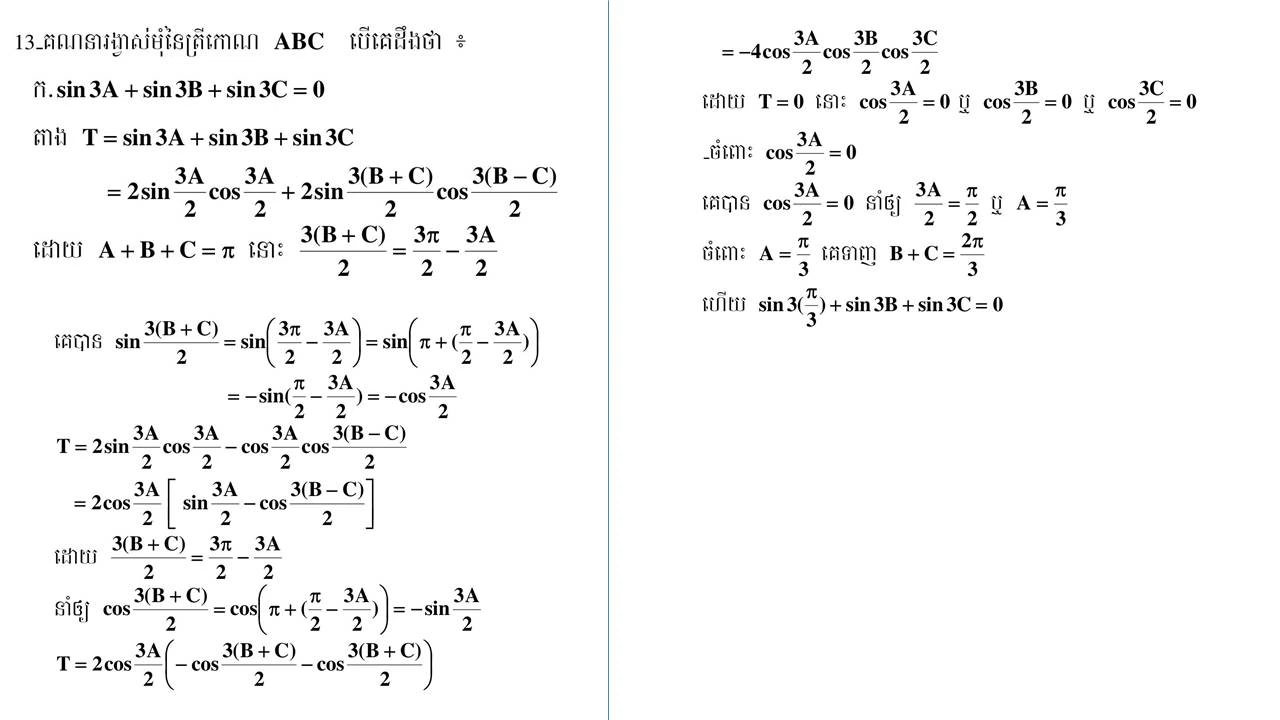 13_គណនារង្វាស់មុំនៃត្រីកោណ ABC បើគេដឹងថា ៖
ក. sin 3A + sin 3B + sin 3C = 0
តាង T = sin 3A + sin 3B + sin 3C
= 2sin 3A/2 cos 3A/2 + 2sin 3(B + C)/2 cos 3(B − C)/2
ដោយ A + B + C = π នោះ 3(B + C)/2 = 3π/2 − 3A/2
គេបាន sin 3(B + C)/2 = sin(3π/2 − 3A/2) = sin(π + (π/2 − 3A/2))
= −sin(π/2 − 3A/2) = −cos 3A/2
T = 2sin 3A/2 cos 3A/2 − cos 3A/2 cos 3(B − C)/2
= 2cos 3A/2 [ sin 3A/2 − cos 3(B − C)/2 ]
ដោយ 3(B + C)/2 = 3π/2 − 3A/2
នាំឲ្យ cos 3(B + C)/2 = cos(π + (π/2 − 3A/2)) = −sin 3A/2
T = 2cos 3A/2 (−cos 3(B + C)/2 − cos 3(B + C)/2)
= −4cos 3A/2 cos 3B/2 cos 3C/2
ដោយ T = 0 នោះ cos 3A/2 = 0 ឬ cos 3B/2 = 0 ឬ cos 3C/2 = 0
_ចំពោះ cos 3A/2 = 0
គេបាន cos 3A/2 = 0 នាំឲ្យ 3A/2 = π/2 ឬ A = π/3
ចំពោះ A = π/3 គេទាញ B + C = 2π/3
ហើយ sin 3(π/3) + sin 3B + sin 3C = 0